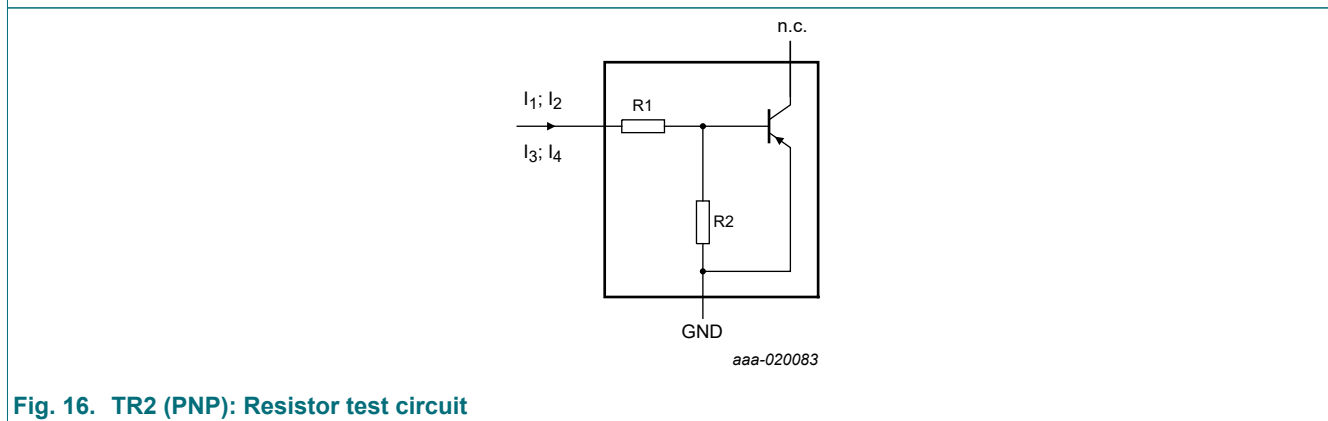 n.c.
I1; I2
R1
I3; I4
R2
GND
aaa-020083
Fig. 16. TR2 (PNP): Resistor test circuit